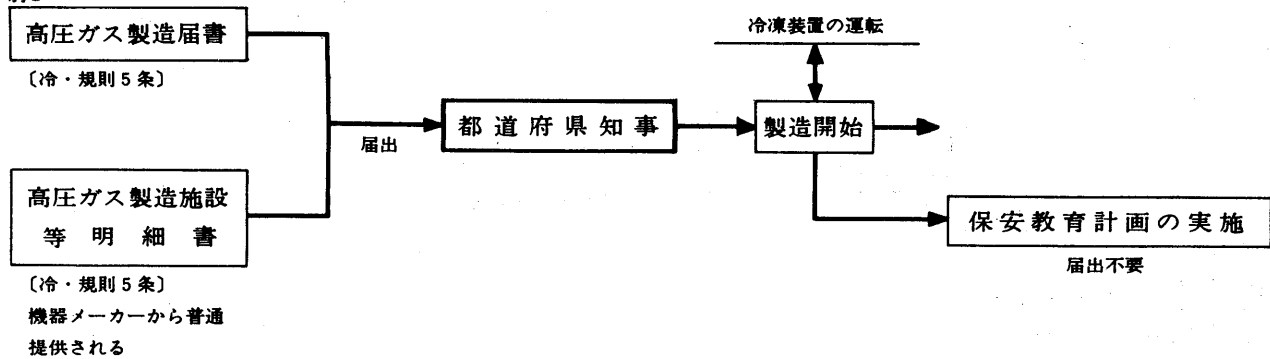 高圧ガス製造届書
〔冷・規則5条〕
高圧ガス製造施設
等明細書
〔冷・規則5条〕
機器メーカーから普通
提供される
届出
都道府県知事
冷凍装置の運転
製造開始
保安教育計画の実施
届出不要